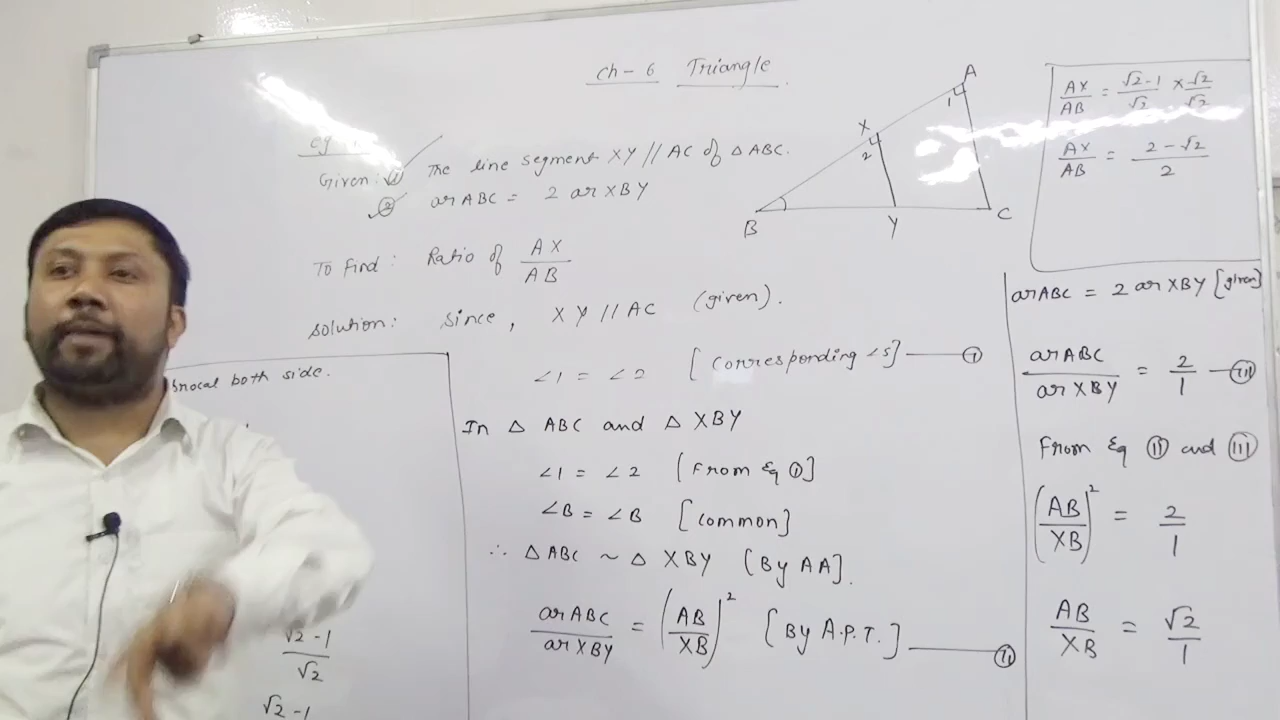 Ch - 6 Triangle
eg
Given: ① The line segment XY // AC of △ ABC.
② ar ABC = 2 ar XBY
To Find: Ratio of AX/AB
Solution: Since, XY // AC (given).
∠1 = ∠2 [Corresponding ∠s] — ①
In △ ABC and △ XBY
∠1 = ∠2 [From Eq ①]
∠B = ∠B [Common]
∴ △ ABC ~ △ XBY [By AA].
ar ABC/ar XBY = (AB/XB)² [By A.P.T.] — ⑪
A
1
X
2
B
Y
C
AX/AB = √2-1/√2 × √2/√2
AX/AB = 2-√2/2
ar ABC = 2 ar XBY [given]
ar ABC/ar XBY = 2/1 — (III)
From Eq (II) and (III)
(AB/XB)² = 2/1
AB/XB = √2/1
both side.
√2-1/√2
√2-1